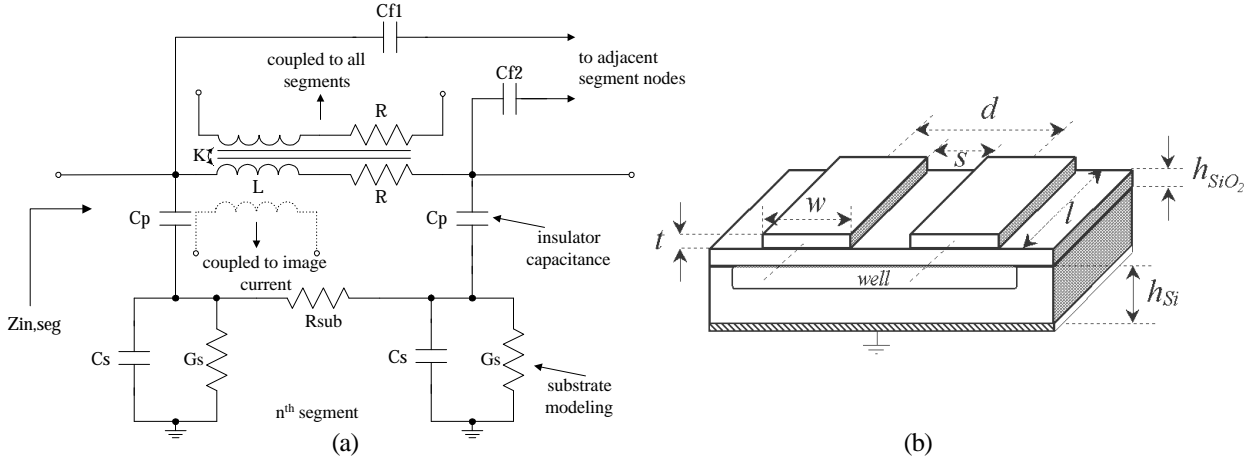 Cf1
coupled to all
segments
to adjacent
segment nodes
Cf2
R
K
L
R
Cp
Cp
insulator
capacitance
coupled to image
current
Zin,seg
Rsub
Cs
Gs
Cs
Gs
substrate
modeling
nth segment
(a)
d
s
hSiO2
w
l
t
well
hSi
(b)